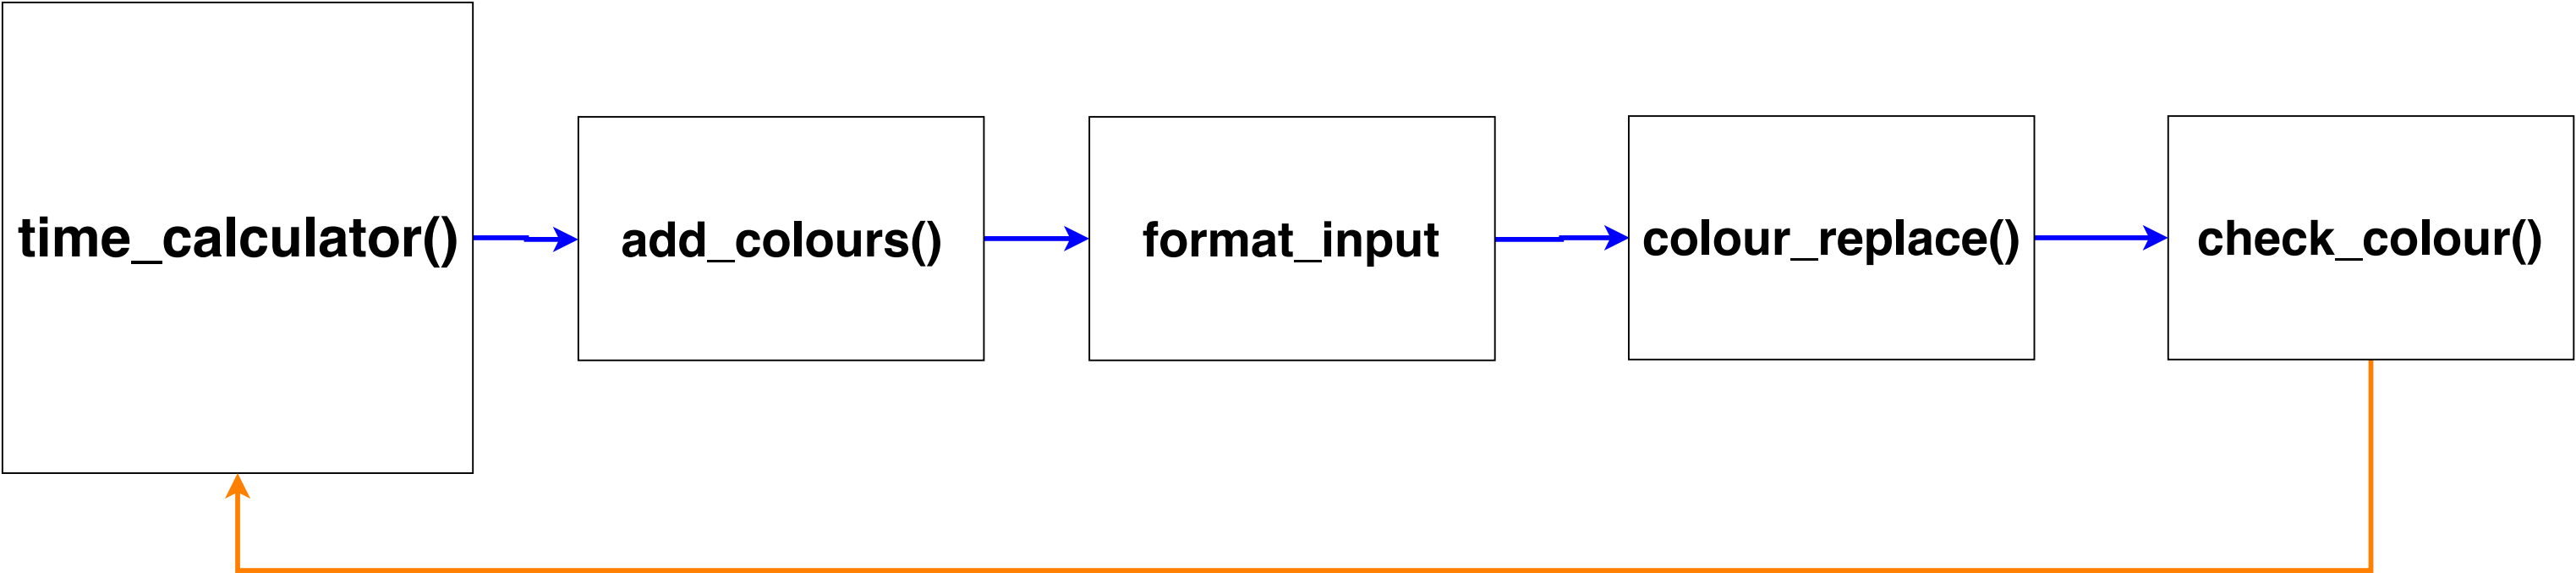 time_calculator()
add_colours()
format_input
colour_replace()
check_colour()